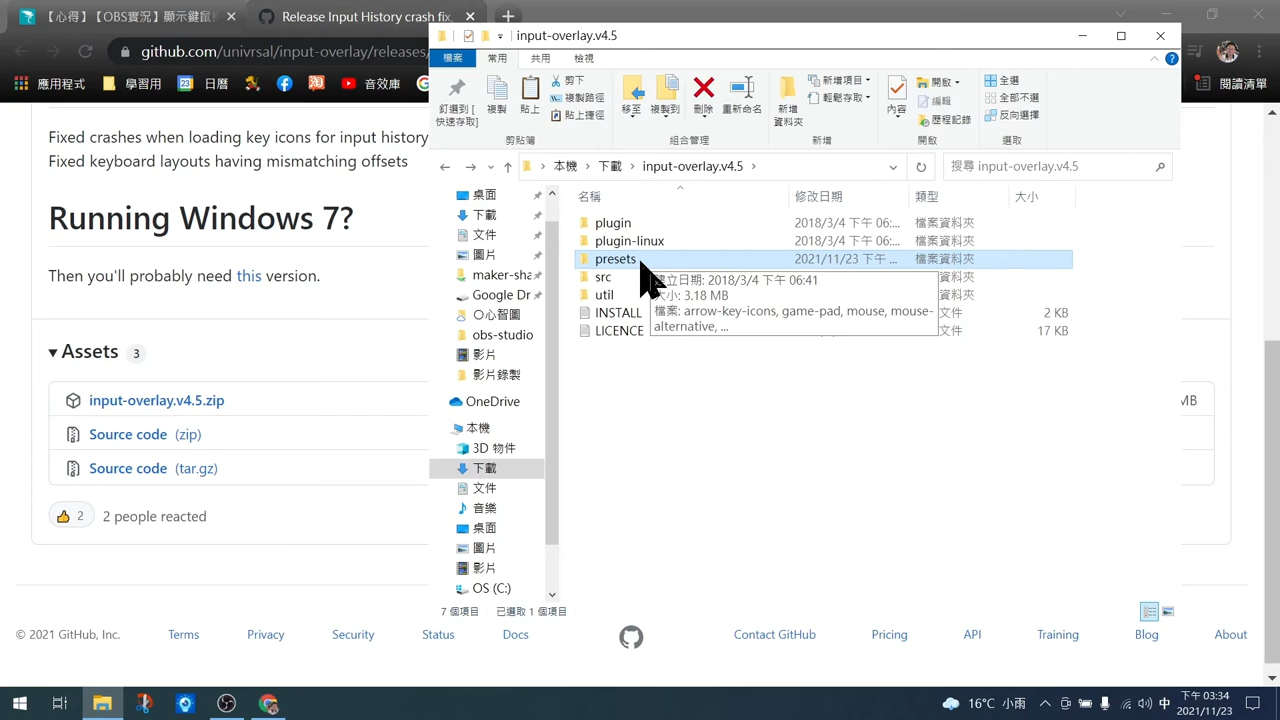 (心得)
【OBS實況】顯示建
Release Histo
github.com/univrsal/input-overlay/releases/
應用程式
學習專
音效庫
閱讀清單
Fixed crashes when loading key icons for input history
Fixed keyboard layouts having mismatching offsets
Running Windows 7?
Then you'll probably need this version.
Assets 3
input-overlay.v4.5.zip
MB
Source code (zip)
Source code (tar.gz)
2
2 people reacted
© 2021 GitHub, Inc.
Terms
Privacy
Security
Status
Docs
Contact GitHub
Pricing
API
Training
Blog
About
input-overlay.v4.5
檔案
常用
共用
檢視
釘選到 [
快速存取]
複製
貼上
剪下
複製路徑
貼上捷徑
剪貼簿
移至
複製到
刪除
重新命名
組合管理
新增
資料夾
新增項目
輕鬆存取
新增
內容
開啟
編輯
歷程記錄
開啟
全選
全部不選
反向選擇
選取
本機 › 下載 › input-overlay.v4.5 ›
搜尋 input-overlay.v4.5
桌面
下載
文件
圖片
maker-sha
Google Dr
○心智圖
obs-studio
影片
影片錄製
OneDrive
本機
3D 物件
下載
文件
音樂
桌面
圖片
影片
OS (C:)
名稱 修改日期 類型 大小
plugin 2018/3/4 下午 06:... 檔案資料夾
plugin-linux 2018/3/4 下午 06:... 檔案資料夾
presets 2021/11/23 下午 ... 檔案資料夾
src 資料夾
util 資料夾
INSTALL 文件 2 KB
LICENCE 文件 17 KB
建立日期: 2018/3/4 下午 06:41
大小: 3.18 MB
檔案: arrow-key-icons, game-pad, mouse, mouse-
alternative, ...
7 個項目
已選取 1 個項目
16°C 小雨
中
下午 03:34
2021/11/23